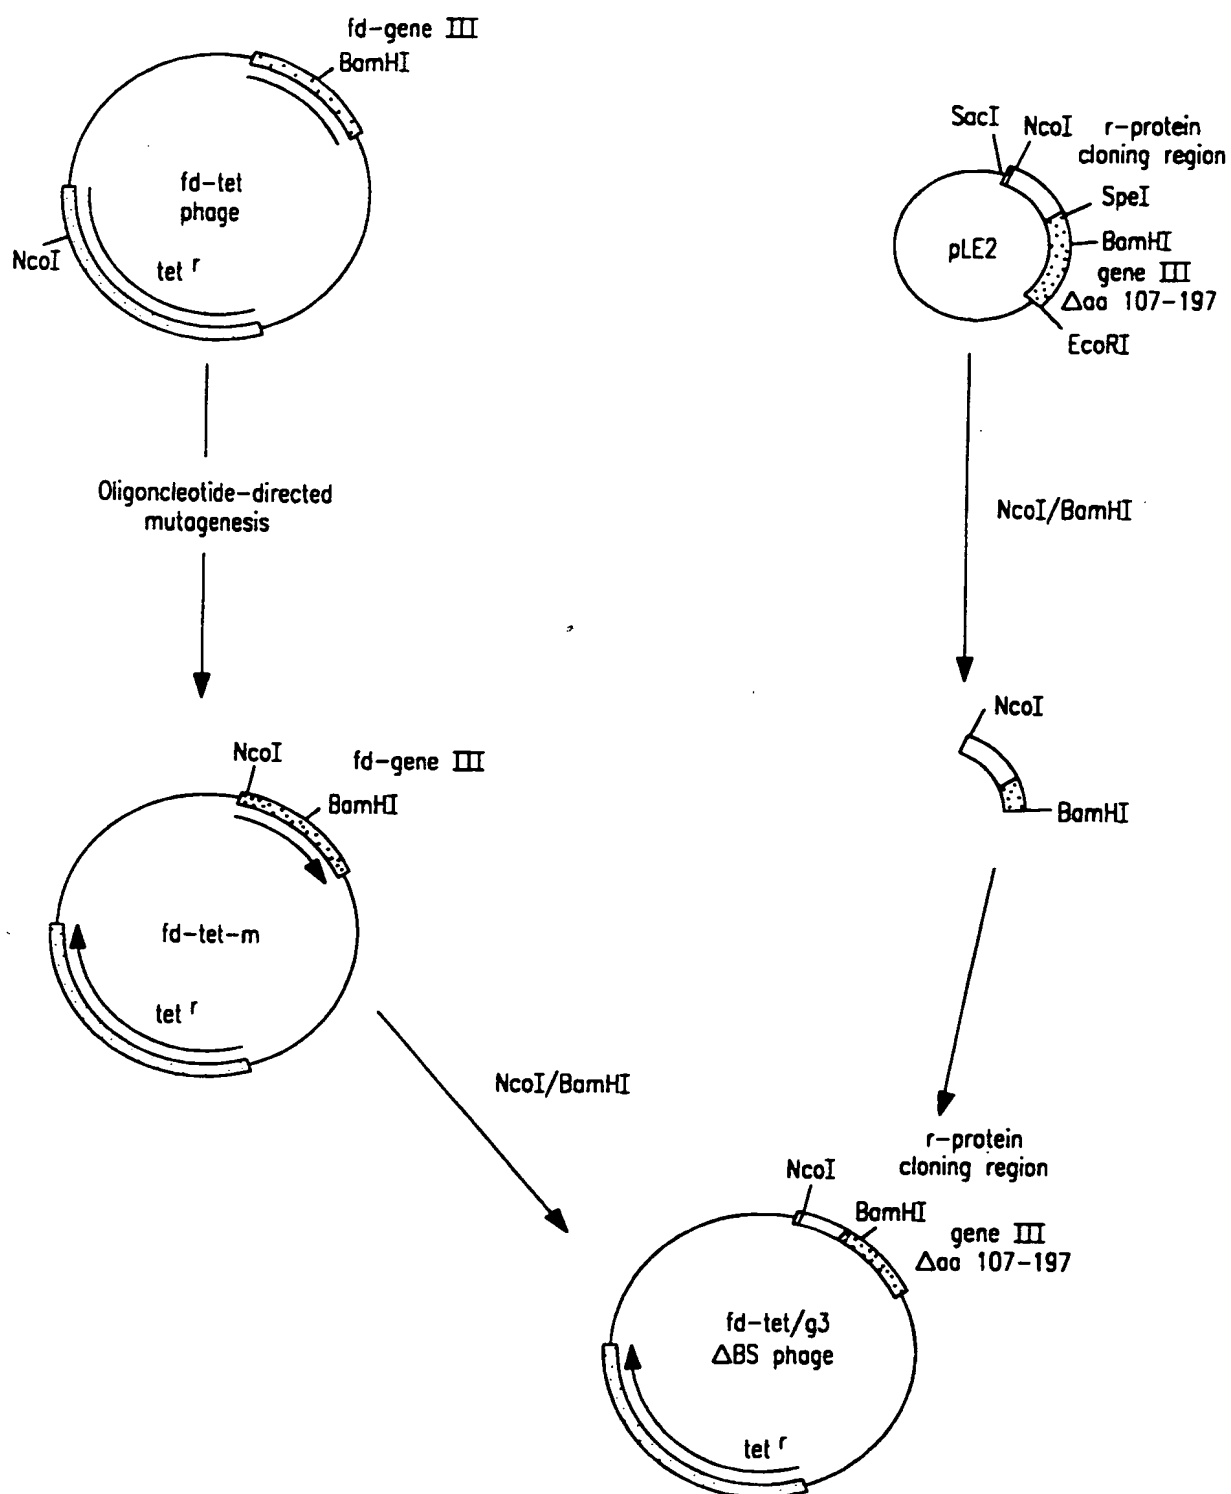 fd-gene III
BamHI
fd-tet
phage
NcoI
tet r
SacI
NcoI
r-protein
cloning region
SpeI
pLE2
BamHI
gene III
Δaa 107-197
EcoRI
Oligoncleotide-directed
mutagenesis
NcoI/BamHI
NcoI
BamHI
NcoI
fd-gene III
BamHI
fd-tet-m
tet r
NcoI/BamHI
r-protein
cloning region
NcoI
BamHI
gene III
Δaa 107-197
fd-tet/g3
ΔBS phage
tet r